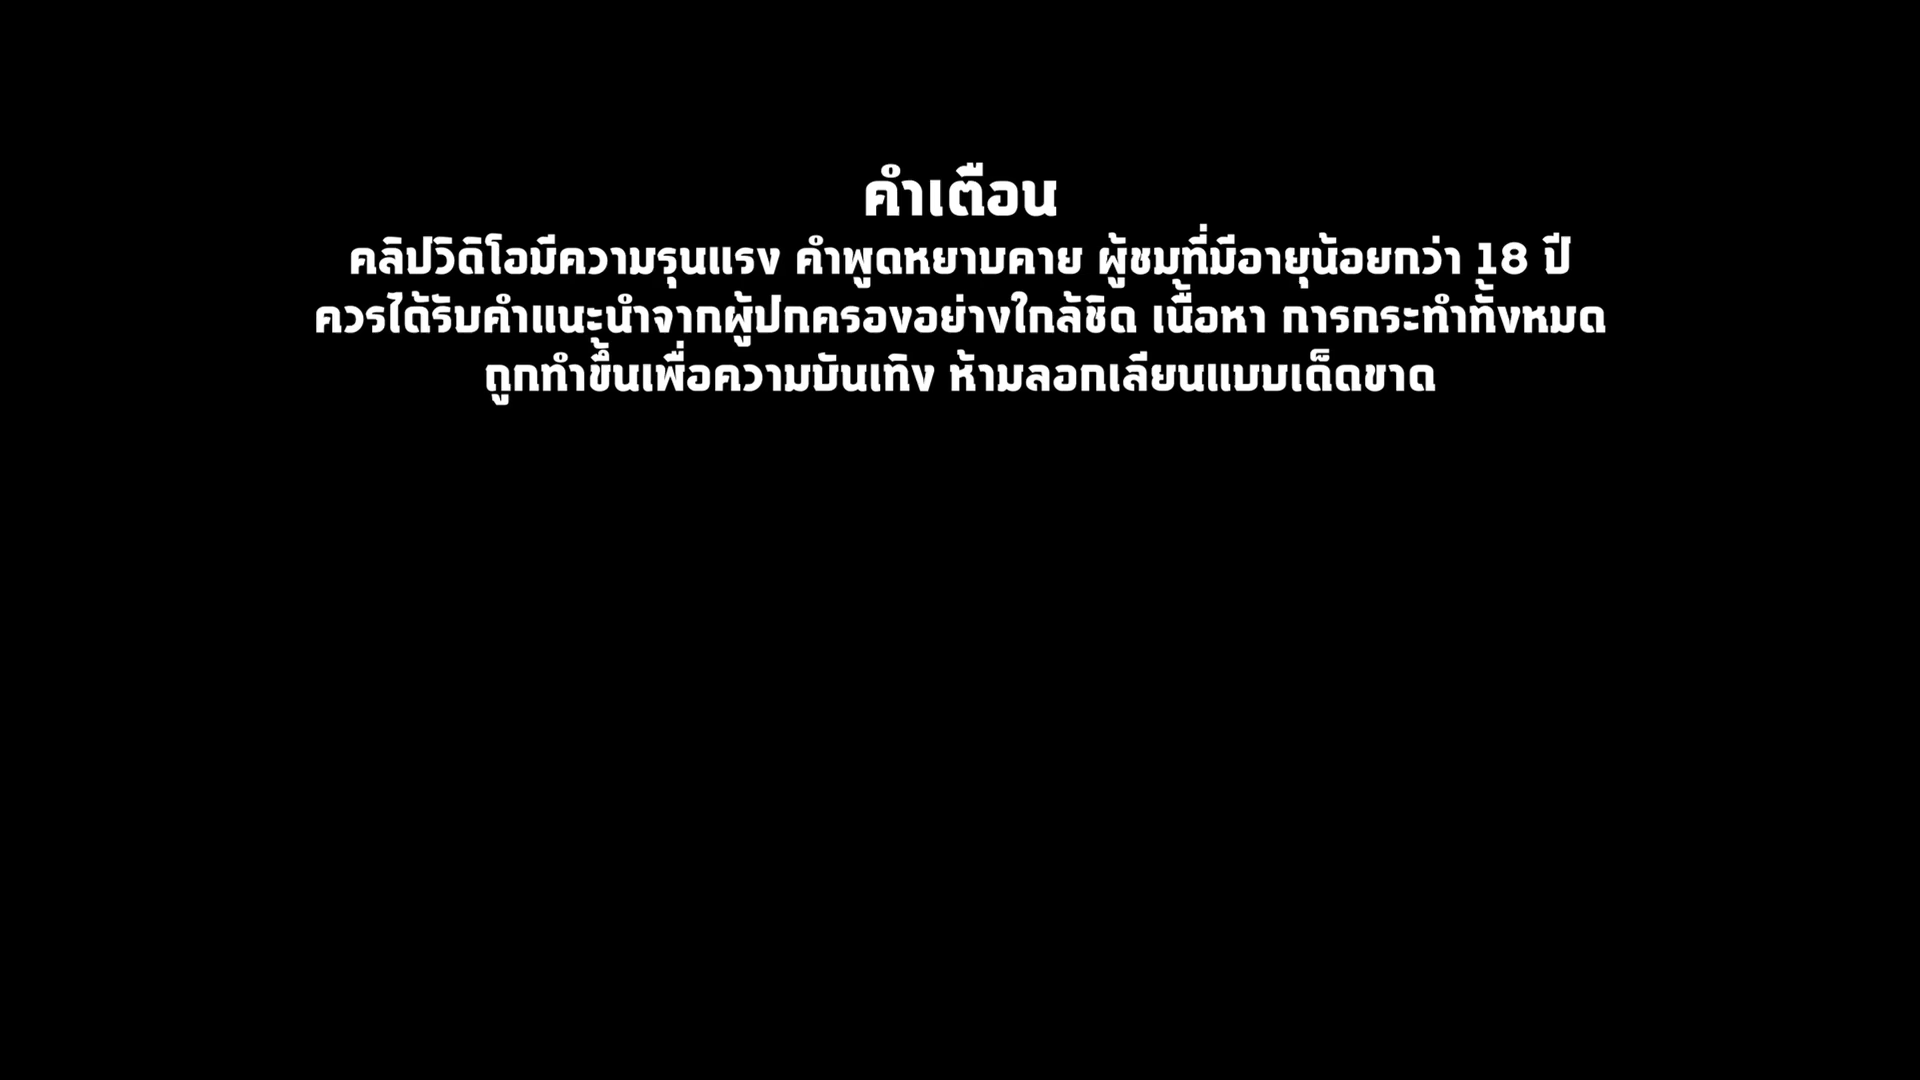 คำเตือน
คลิปวิดิโอมีความรุนแรง คำพูดหยาบคาย ผู้ชมที่มีอายุน้อยกว่า 18 ปี
ควรได้รับคำแนะนำจากผู้ปกครองอย่างใกล้ชิด เนื้อหา การกระทำทั้งหมด
ถูกทำขึ้นเพื่อความบันเทิง ห้ามลอกเลียนแบบเด็ดขาด